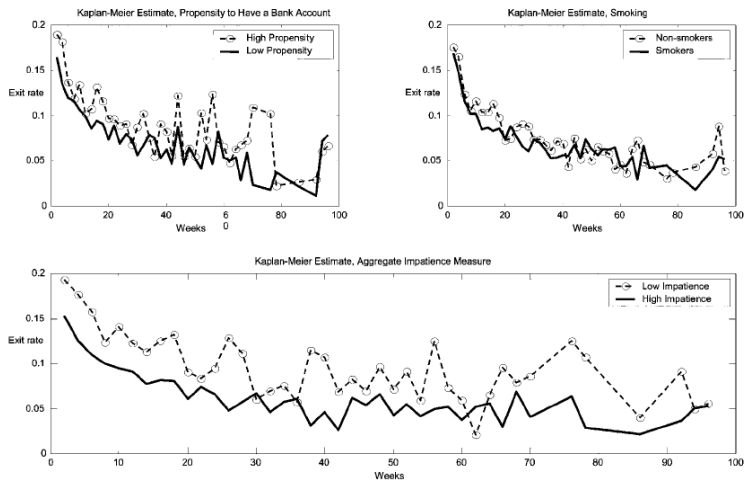 Kaplan-Meier Estimate, Propensity to Have a Bank Account
0.2
0.15
0.1
0.05
0
Exit rate
High Propensity
Low Propensity
0 20 40 80 100
Weeks 6
0
Kaplan-Meier Estimate, Smoking
0.2
0.15
0.1
0.05
0
Exit rate
Non-smokers
Smokers
0 20 40 60 80 100
Weeks
Kaplan-Meier Estimate, Aggregate Impatience Measure
0.2
0.15
0.1
0.05
0
Exit rate
Low Impatience
High Impatience
0 10 20 30 40 50 60 70 80 90 100
Weeks